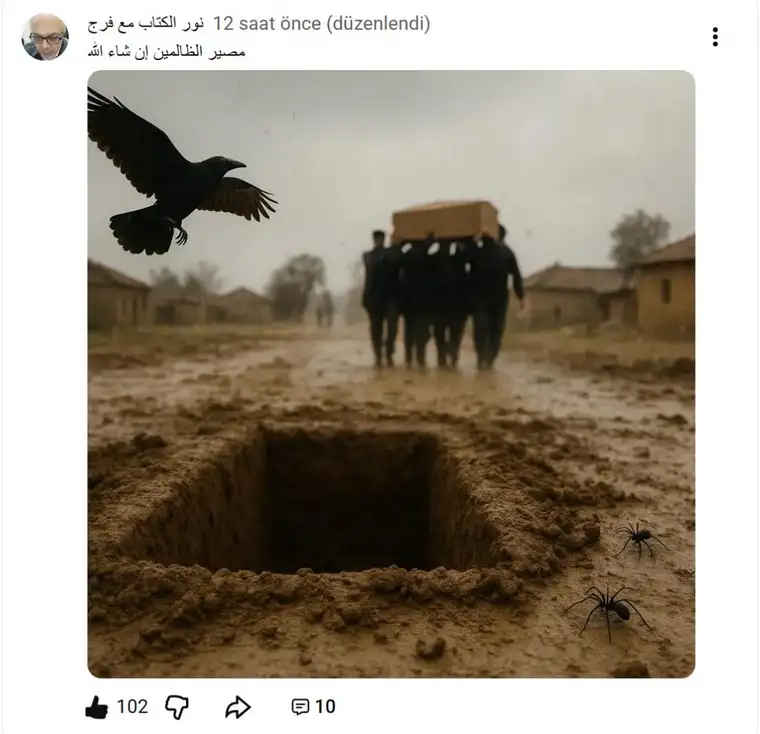 نور الكتاب مع فرج 12 saat önce (düzenlendi)
مصير الظالمين إن شاء الله
102
10